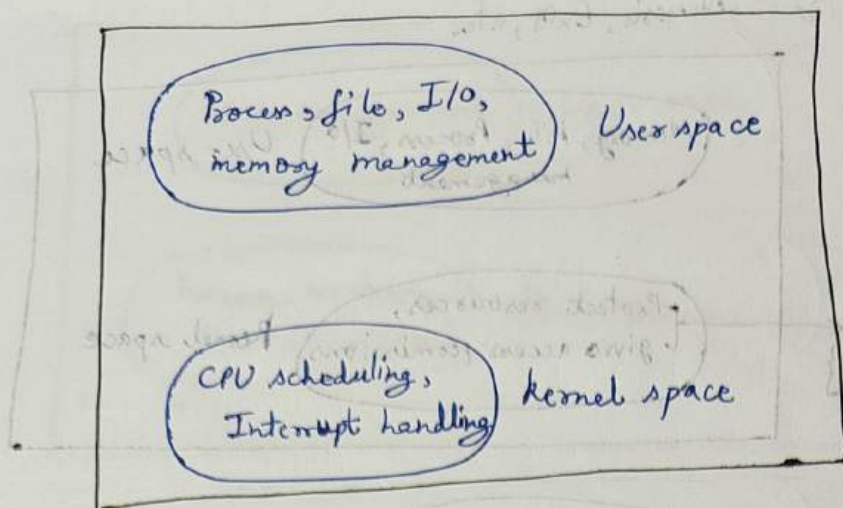 Process, file, I/O,
memory management
User space
CPU scheduling,
Interrupt handling
kernel space